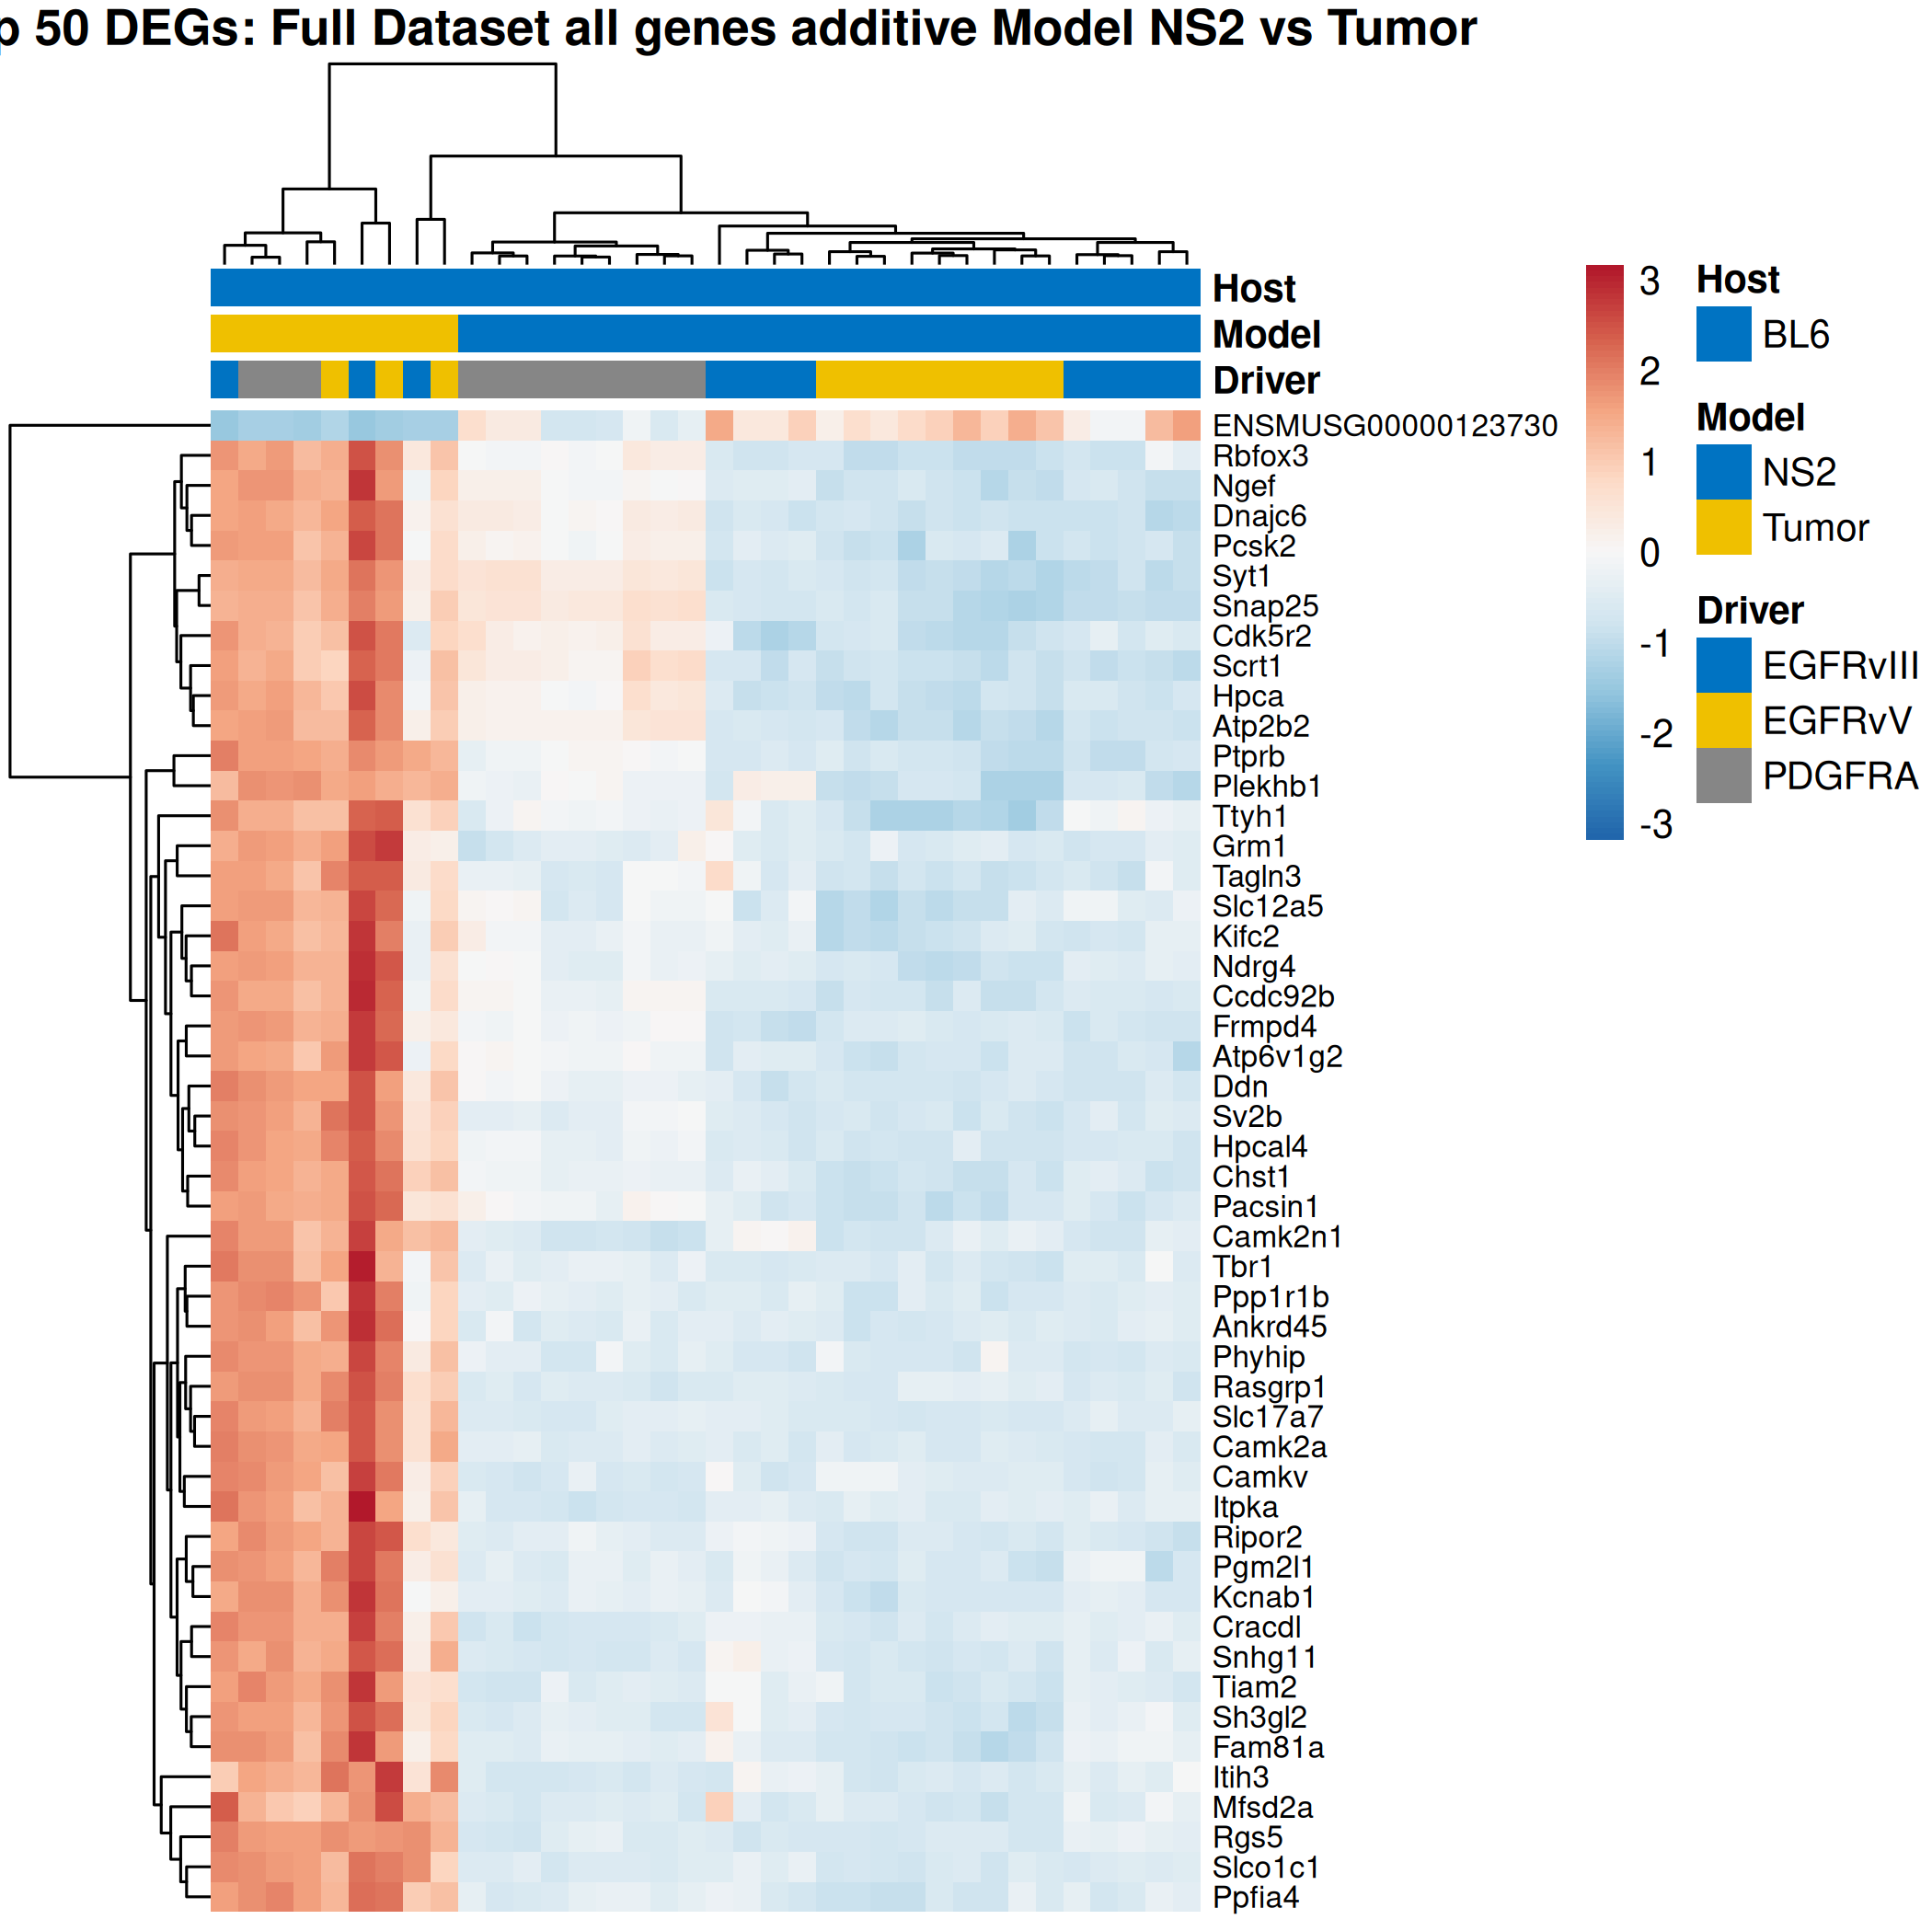 p 50 DEGs: Full Dataset all genes additive Model NS2 vs Tumor
Host
Model
Driver
ENSMUSG00000123730
Rbfox3
Ngef
Dnajc6
Pcsk2
Syt1
Snap25
Cdk5r2
Scrt1
Hpca
Atp2b2
Ptprb
Plekhb1
Ttyh1
Grm1
Tagln3
Slc12a5
Kifc2
Ndrg4
Ccdc92b
Frmpd4
Atp6v1g2
Ddn
Sv2b
Hpcal4
Chst1
Pacsin1
Camk2n1
Tbr1
Ppp1r1b
Ankrd45
Phyhip
Rasgrp1
Slc17a7
Camk2a
Camkv
Itpka
Ripor2
Pgm2l1
Kcnab1
Cracdl
Snhg11
Tiam2
Sh3gl2
Fam81a
Itih3
Mfsd2a
Rgs5
Slco1c1
Ppfia4
3
2
1
0
-1
-2
-3
Host
BL6
Model
NS2
Tumor
Driver
EGFRvIII
EGFRvV
PDGFRA